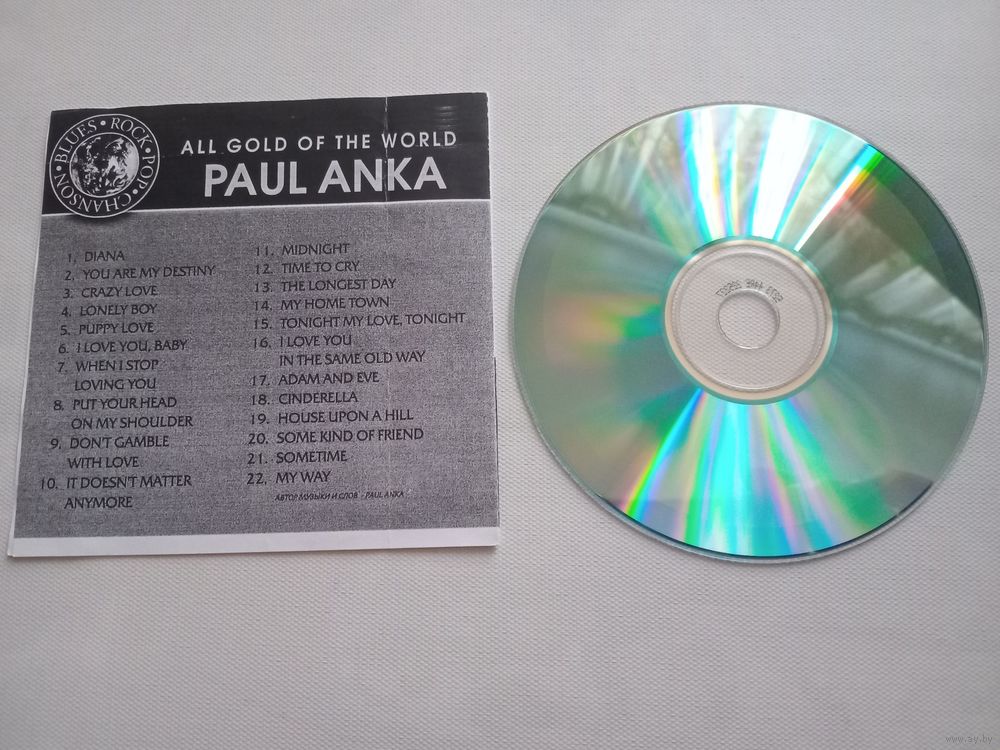 BLUES • ROCK • POP • CHANSON •
ALL GOLD OF THE WORLD
PAUL ANKA
1. DIANA
2. YOU ARE MY DESTINY
3. CRAZY LOVE
4. LONELY BOY
5. PUPPY LOVE
6. I LOVE YOU, BABY
7. WHEN I STOP
LOVING YOU
8. PUT YOUR HEAD
ON MY SHOULDER
9. DON'T GAMBLE
WITH LOVE
10. IT DOESN'T MATTER
ANYMORE
11. MIDNIGHT
12. TIME TO CRY
13. THE LONGEST DAY
14. MY HOME TOWN
15. TONIGHT MY LOVE, TONIGHT
16. I LOVE YOU
IN THE SAME OLD WAY
17. ADAM AND EVE
18. CINDERELLA
19. HOUSE UPON A HILL
20. SOME KIND OF FRIEND
21. SOMETIME
22. MY WAY
АВТОР МУЗЫКИ И СЛОВ - PAUL ANKA
www.ay.by